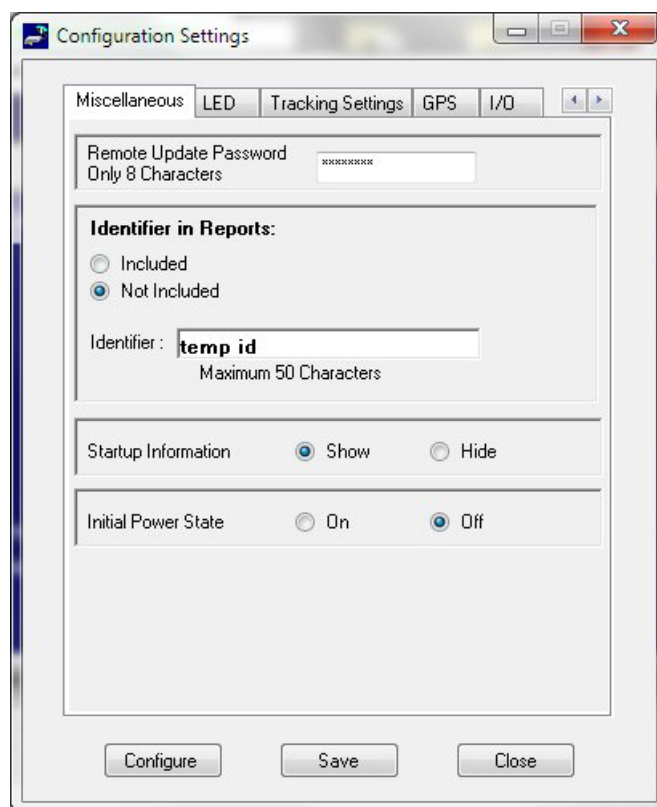 Configuration Settings
Miscellaneous LED Tracking Settings GPS I/O
Remote Update Password
Only 8 Characters
xxxxxxxx
Identifier in Reports:
Included
Not Included
Identifier : temp id
Maximum 50 Characters
Startup Information Show Hide
Initial Power State On Off
Configure Save Close